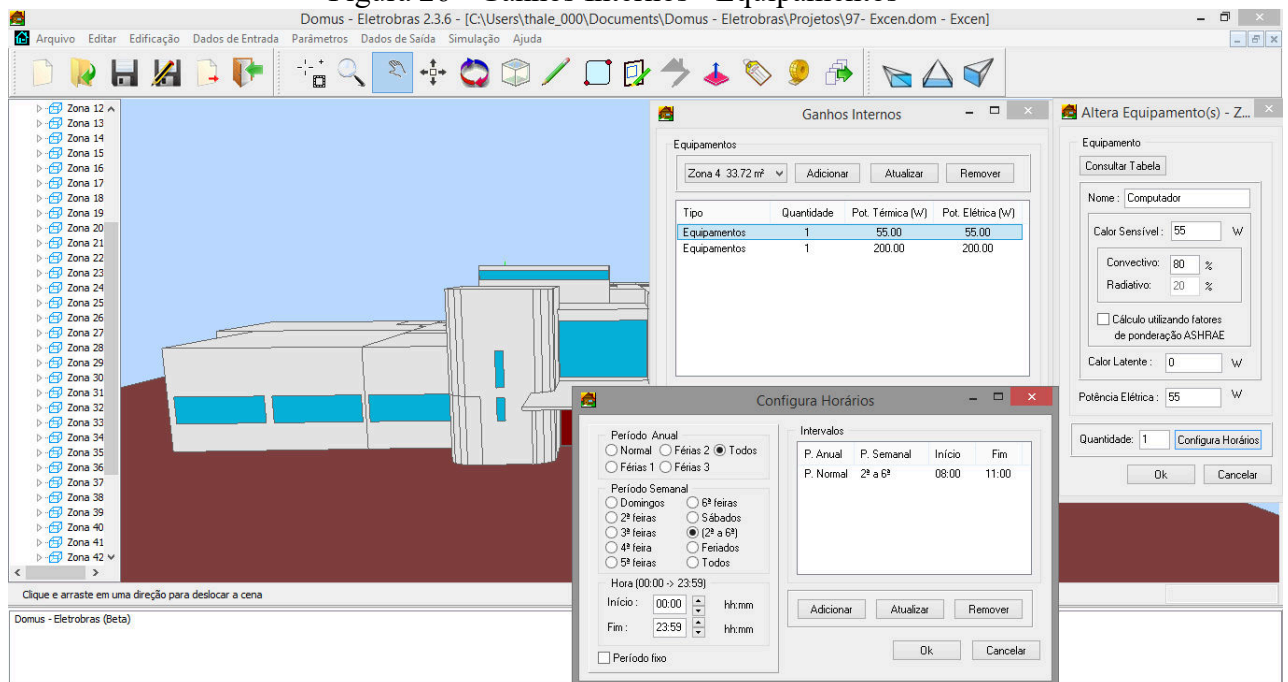 Figura 26 - Ganhos Internos - Equipamentos
Domus - Eletrobras 2.3.6 - [C:\Users\thale_000\Documents\Domus - Eletrobras\Projetos\97- Excen.dom - Excen]
Arquivo Editar Edificação Dados de Entrada Parâmetros Dados de Saída Simulação Ajuda
Zona 12
Zona 13
Zona 14
Zona 15
Zona 16
Zona 17
Zona 18
Zona 19
Zona 20
Zona 21
Zona 22
Zona 23
Zona 24
Zona 25
Zona 26
Zona 27
Zona 28
Zona 29
Zona 30
Zona 31
Zona 32
Zona 33
Zona 34
Zona 35
Zona 36
Zona 37
Zona 38
Zona 39
Zona 40
Zona 41
Zona 42
Ganhos Internos
Equipamentos
Zona 4 33.72 m² Adicionar Atualizar Remover
Tipo Quantidade Pot. Térmica (W) Pot. Elétrica (W)
Equipamentos 1 55.00 55.00
Equipamentos 1 200.00 200.00
Altera Equipamento(s) - Z...
Equipamento
Consultar Tabela
Nome : Computador
Calor Sensível : 55 W
Convectivo: 80 %
Radiativo: 20 %
Cálculo utilizando fatores
de ponderação ASHRAE
Calor Latente : 0 W
Potência Elétrica : 55 W
Quantidade: 1 Configura Horários
Ok Cancelar
Configura Horários
Período Anual
Normal Férias 2 Todos
Férias 1 Férias 3
Período Semanal
Domingos 6ª feiras
2ª feiras Sábados
3ª feiras (2ª a 6ª)
4ª feira Feriados
5ª feiras Todos
Hora (00:00 -> 23:59)
Início : 00:00 hh:mm
Fim : 23:59 hh:mm
Período fixo
Intervalos
P. Anual P. Semanal Início Fim
P. Normal 2ª a 6ª 08:00 11:00
Adicionar Atualizar Remover
Ok Cancelar
Clique e arraste em uma direção para deslocar a cena
Domus - Eletrobras (Beta)